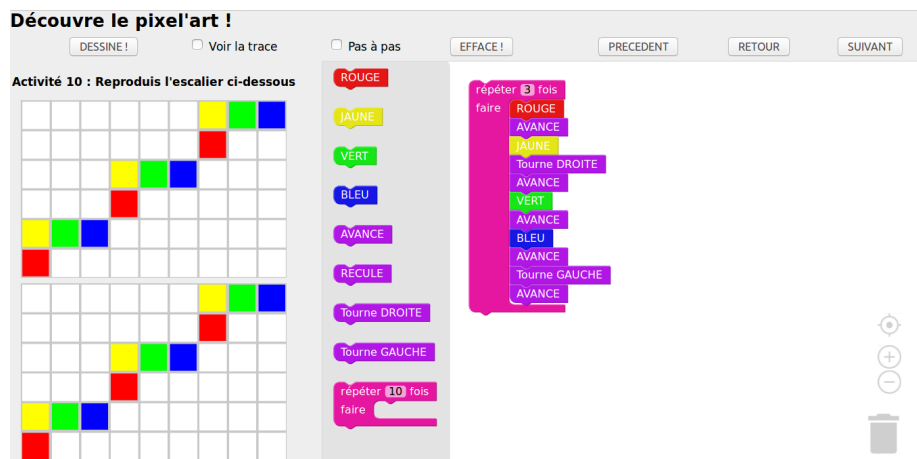 Découvre le pixel'art !
DESSINE !
Voir la trace
Pas à pas
EFFACE !
PRECEDENT
RETOUR
SUIVANT
Activité 10 : Reproduis l'escalier ci-dessous
ROUGE
JAUNE
VERT
BLEU
AVANCE
RECULE
Tourne DROITE
Tourne GAUCHE
répéter 10 fois
faire
répéter 3 fois
faire ROUGE
AVANCE
JAUNE
Tourne DROITE
AVANCE
VERT
AVANCE
BLEU
AVANCE
Tourne GAUCHE
AVANCE